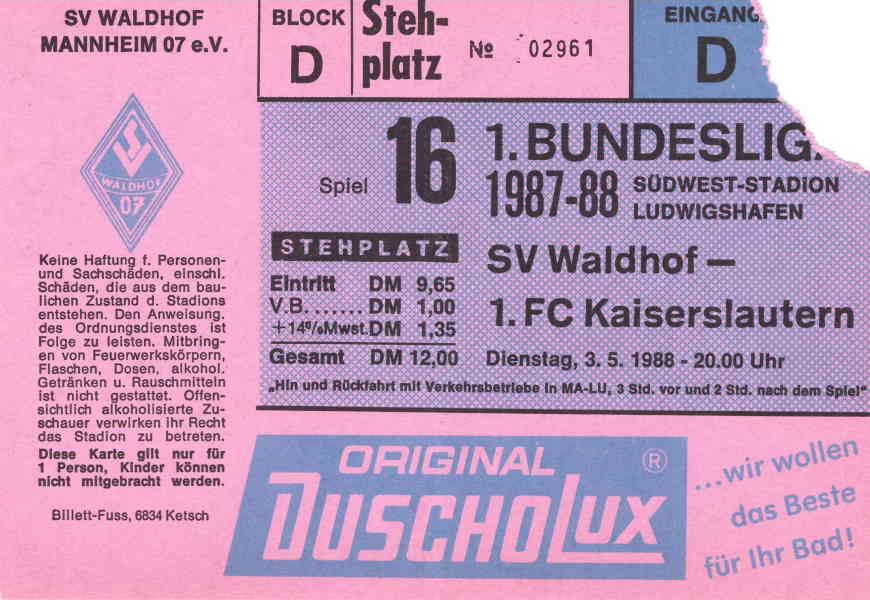 SV WALDHOF
MANNHEIM 07 e.V.
BLOCK
D
Steh-
platz
№ 02961
EINGANG
D
SV
WALDHOF
07
Spiel 16
1. BUNDESLIGA
1987-88
SÜDWEST-STADION
LUDWIGSHAFEN
STEHPLATZ
Eintritt DM 9,65
V.B. ....... DM 1,00
+14%Mwst. DM 1,35
Gesamt DM 12,00
SV Waldhof —
1. FC Kaiserslautern
Dienstag, 3. 5. 1988 - 20.00 Uhr
„Hin und Rückfahrt mit Verkehrsbetriebe in MA-LU, 3 Std. vor und 2 Std. nach dem Spiel"
Keine Haftung f. Personen-
und Sachschäden, einschl.
Schäden, die aus dem bau-
lichen Zustand d. Stadions
entstehen. Den Anweisung.
des Ordnungsdienstes ist
Folge zu leisten. Mitbrin-
gen von Feuerwerkskörpern,
Flaschen, Dosen, alkohol.
Getränken u. Rauschmitteln
ist nicht gestattet. Offen-
sichtlich alkoholisierte Zu-
schauer verwirken ihr Recht
das Stadion zu betreten.
Diese Karte gilt nur für
1 Person, Kinder können
nicht mitgebracht werden.
Billett-Fuss, 6834 Ketsch
ORIGINAL ®
DUSCHOLUX
...wir wollen
das Beste
für Ihr Bad!